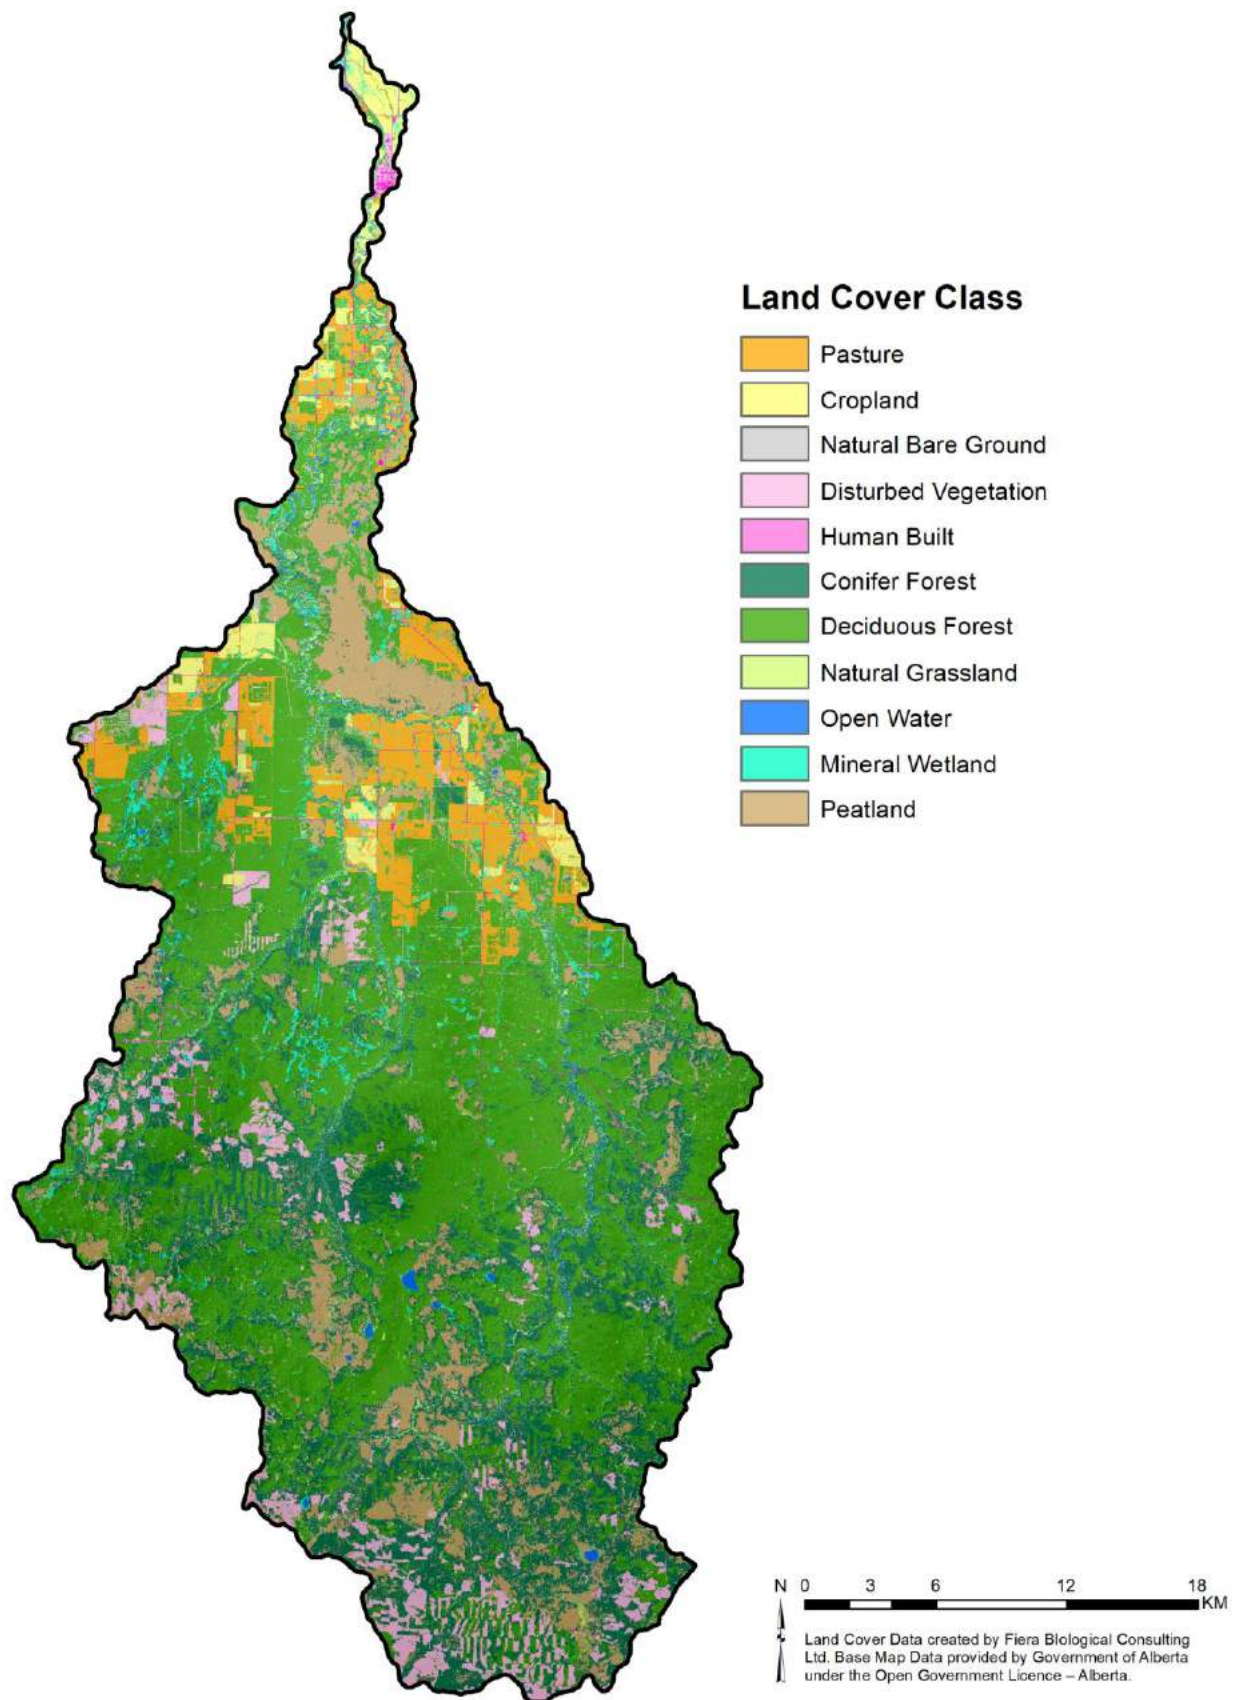 Land Cover Class
Pasture
Cropland
Natural Bare Ground
Disturbed Vegetation
Human Built
Conifer Forest
Deciduous Forest
Natural Grassland
Open Water
Mineral Wetland
Peatland
N 0 3 6 12 18
KM
Land Cover Data created by Fiera Biological Consulting
Ltd. Base Map Data provided by Government of Alberta
under the Open Government Licence – Alberta.